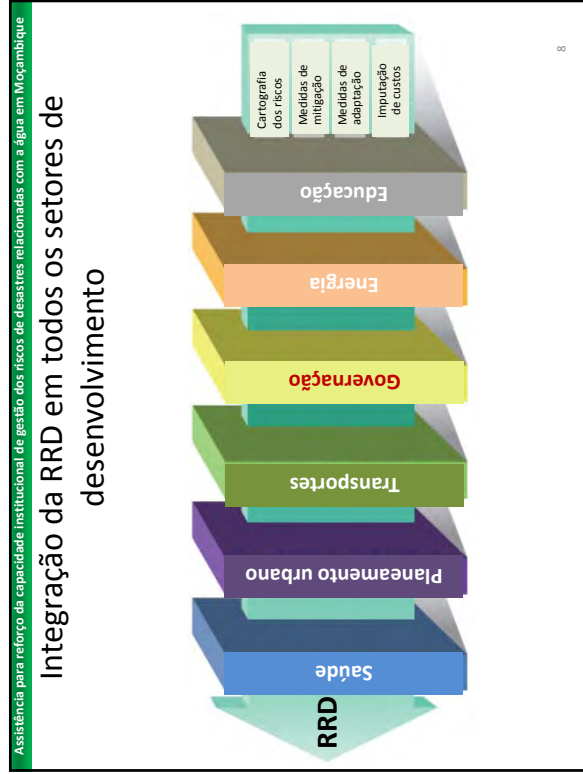 Assistência para reforço da capacidade institucional de gestão dos riscos de desastres relacionadas com a água em Moçambique
Integração da RRD em todos os setores de
desenvolvimento
RRD
Saúde
Planeamento urbano
Transportes
Governação
Energia
Educação
Cartografia
dos riscos
Medidas de
mitigação
Medidas de
adaptação
Imputação
de custos
8